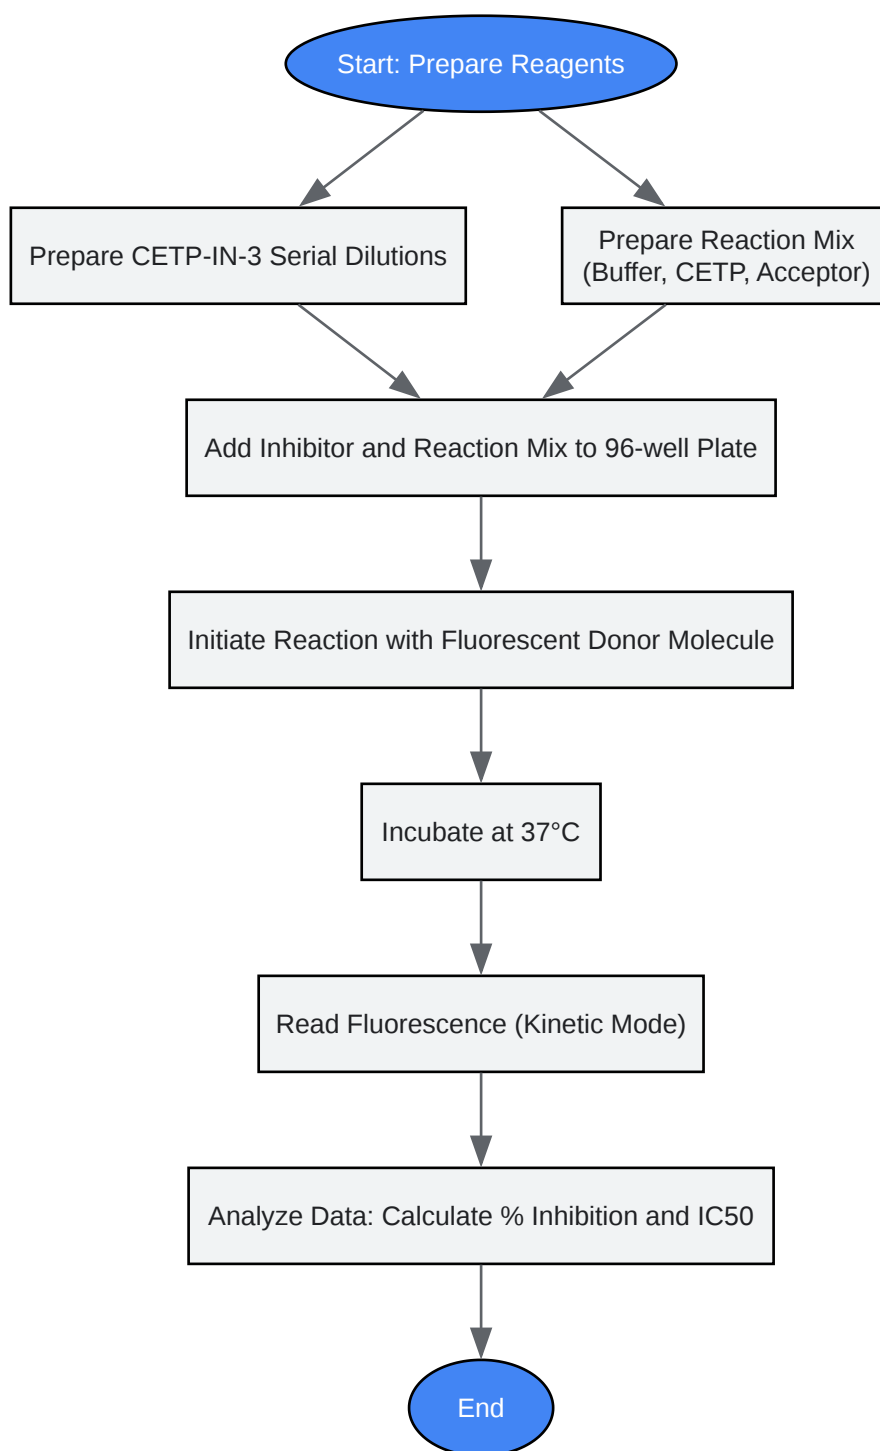 Start: Prepare Reagents
Prepare CETP-IN-3 Serial Dilutions
Prepare Reaction Mix
(Buffer, CETP, Acceptor)
Add Inhibitor and Reaction Mix to 96-well Plate
Initiate Reaction with Fluorescent Donor Molecule
Incubate at 37°C
Read Fluorescence (Kinetic Mode)
Analyze Data: Calculate % Inhibition and IC50
End